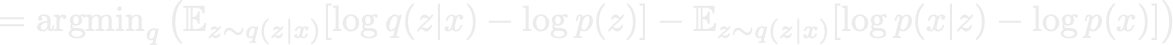 = argmin_q ( 𝔼_{z∼q(z|x)}[log q(z|x) − log p(z)] − 𝔼_{z∼q(z|x)}[log p(x|z) − log p(x)] )